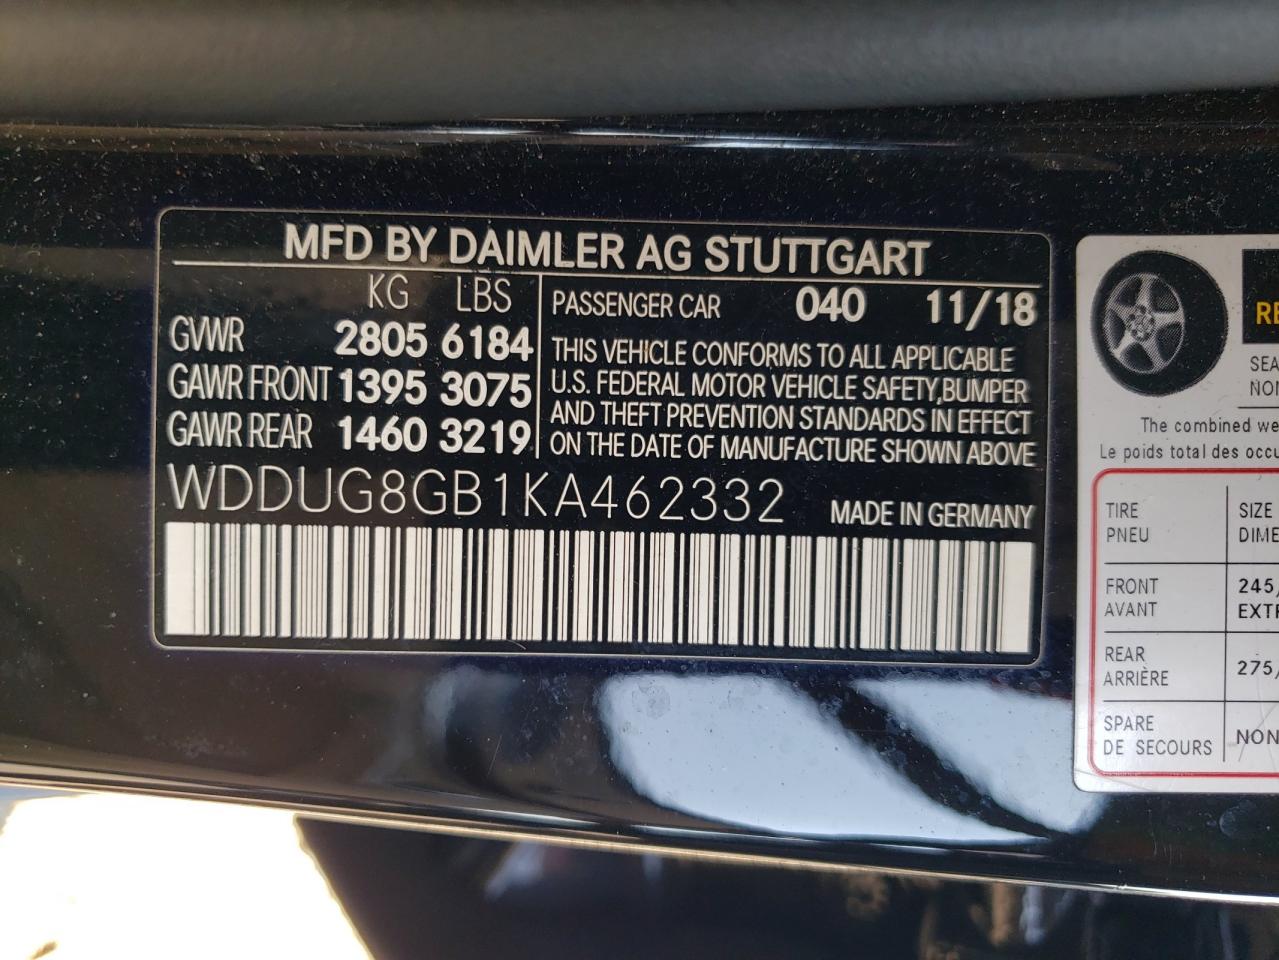 MFD BY DAIMLER AG STUTTGART
KG LBS
GVWR 2805 6184
GAWR FRONT 1395 3075
GAWR REAR 1460 3219
PASSENGER CAR 040 11/18
THIS VEHICLE CONFORMS TO ALL APPLICABLE
U.S. FEDERAL MOTOR VEHICLE SAFETY,BUMPER
AND THEFT PREVENTION STANDARDS IN EFFECT
ON THE DATE OF MANUFACTURE SHOWN ABOVE
WDDUG8GB1KA462332 MADE IN GERMANY
The combined
Le poids total des
TIRE SIZE
PNEU
FRONT 245/
AVANT
REAR 275/
ARRIÈRE
SPARE
DE SECOURS